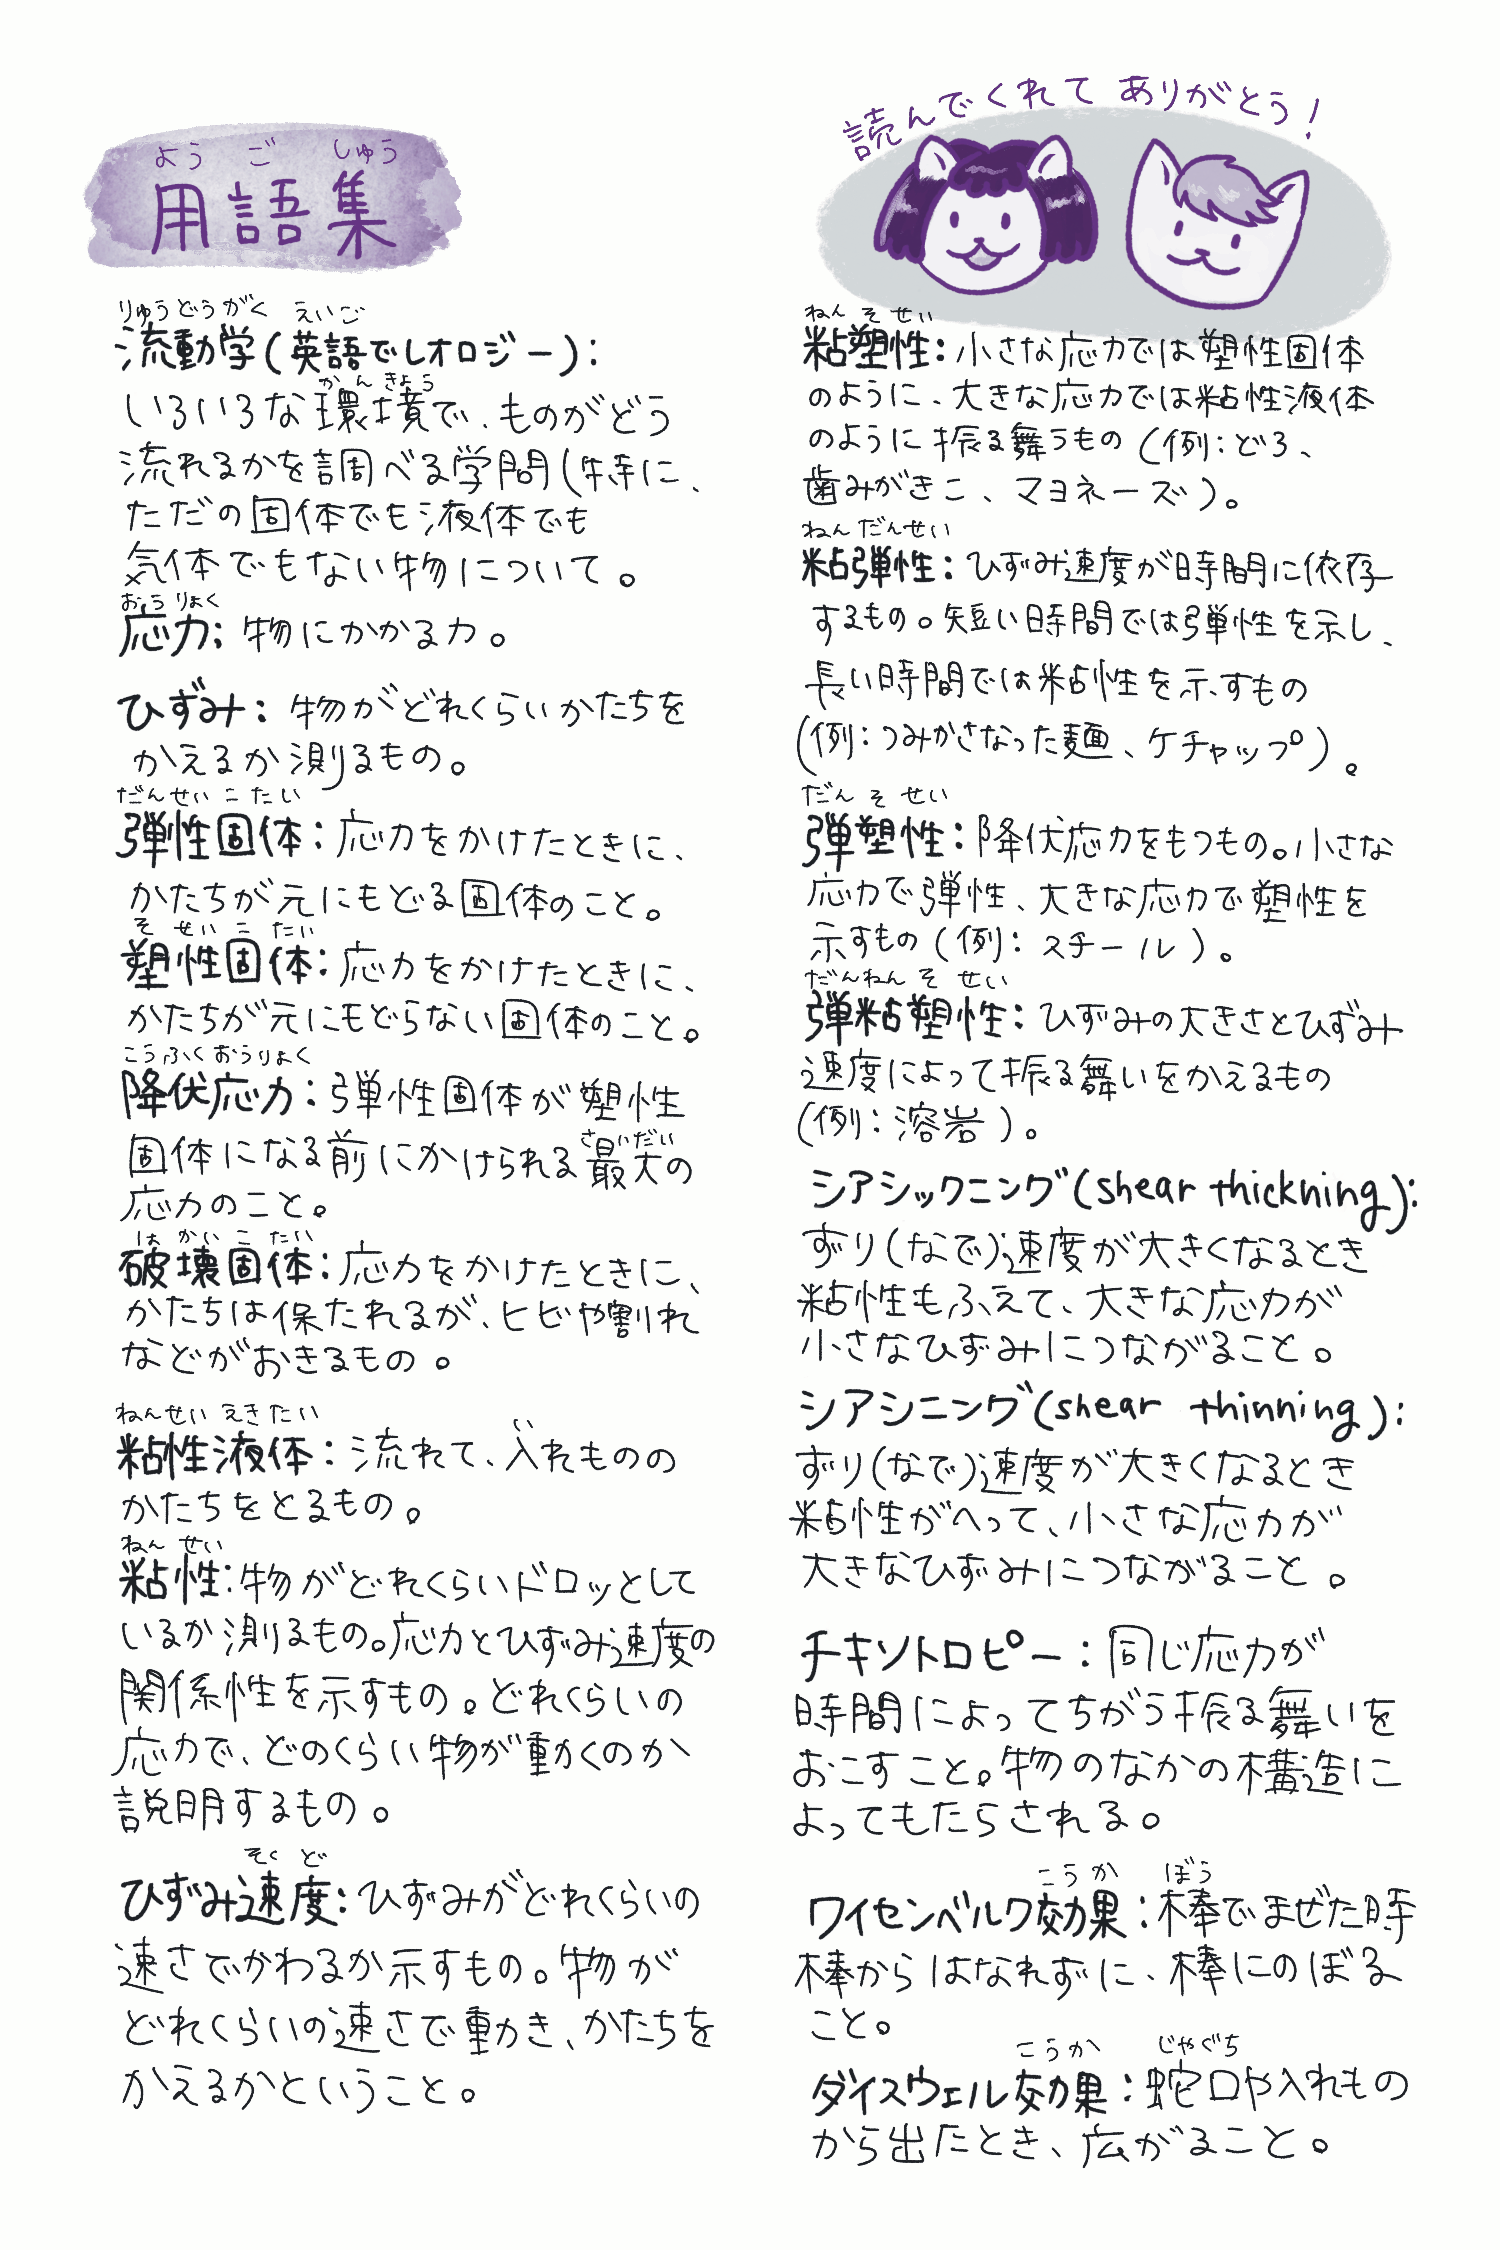 よう ご しゅう
用語集
りゅうどうがく えいご
流動学(英語でレオロジー):
かんきょう
いろいろな環境で、ものがどう
流れるかを調べる学問(特に、
ただの固体でも液体でも
気体でもない物について。
おうりょく
応力: 物にかかる力。
ひずみ: 物がどれくらいかたちを
かえるか測るもの。
だんせいこたい
弾性固体: 応力をかけたときに、
かたちが元にもどる固体のこと。
そ せい こ たい
塑性固体: 応力をかけたときに、
かたちが元にもどらない固体のこと。
こうふくおうりょく
降伏応力: 弾性固体が塑性
さいだい
固体になる前にかけられる最大の
応力のこと。
は かい こ たい
破壊固体: 応力をかけたときに、
かたちは保たれるが、ヒビや割れ
などがおきるもの。
ねんせい えきたい
い
粘性液体: 流れて、入れものの
かたちをとるもの。
ねん せい
粘性: 物がどれくらいドロッとして
いるか測るもの。応力とひずみ速度の
関係性を示すもの。どれくらいの
応力で、どのくらい物が動くのか
説明するもの。
そく ど
ひずみ速度: ひずみがどれくらいの
速さでかわるか示すもの。物が
どれくらいの速さで動き、かたちを
かえるかということ。
読んでくれて ありがとう!
ねん そ せい
粘塑性: 小さな応力では塑性固体
のように、大きな応力では粘性液体
のように振る舞うもの (例: どろ、
歯みがきこ、マヨネーズ)。
ねんだんせい
粘弾性: ひずみ速度が時間に依存
するもの。短い時間では弾性を示し、
長い時間では粘性を示すもの
(例: つみかさなった麺、ケチャップ)。
だん そ せい
弾塑性: 降伏応力をもつもの。小さな
応力で弾性、大きな応力で塑性を
示すもの (例: スチール)。
だんねん そ せい
弾粘塑性: ひずみの大きさとひずみ
速度によって振る舞いをかえるもの
(例: 溶岩)。
シアシックニング(shear thickning):
ずり(なで)速度が大きくなるとき
粘性もふえて、大きな応力が
小さなひずみにつながること。
シアシニング(shear thinning):
ずり(なで)速度が大きくなるとき
粘性がへって、小さな応力が
大きなひずみにつながること。
チキソトロピー: 同じ応力が
時間によってちがう振る舞いを
おこすこと。物のなかの構造に
よってもたらされる。
こう か ぼう
ワイセンベルク効果: 棒でまぜた時
棒からはなれずに、棒にのぼる
こと。
こうか じゃぐち
ダイスウェル効果: 蛇口や入れもの
から出たとき、広がること。